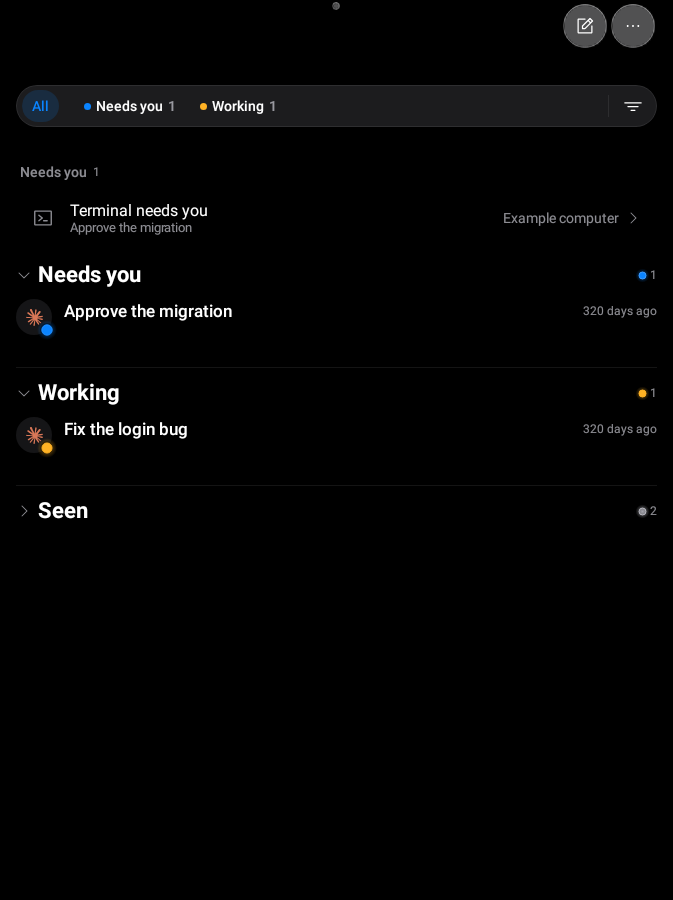 All
Needs you 1
Working 1
Needs you 1
Terminal needs you
Approve the migration
Example computer
Needs you
1
Approve the migration
320 days ago
Working
1
Fix the login bug
320 days ago
Seen
2